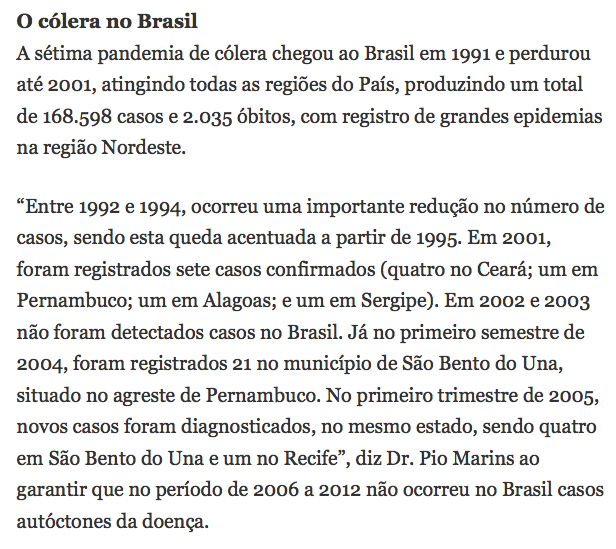 O cólera no Brasil
A sétima pandemia de cólera chegou ao Brasil em 1991 e perdurou
até 2001, atingindo todas as regiões do País, produzindo um total
de 168.598 casos e 2.035 óbitos, com registro de grandes epidemias
na região Nordeste.
“Entre 1992 e 1994, ocorreu uma importante redução no número de
casos, sendo esta queda acentuada a partir de 1995. Em 2001,
foram registrados sete casos confirmados (quatro no Ceará; um em
Pernambuco; um em Alagoas; e um em Sergipe). Em 2002 e 2003
não foram detectados casos no Brasil. Já no primeiro semestre de
2004, foram registrados 21 no município de São Bento do Una,
situado no agreste de Pernambuco. No primeiro trimestre de 2005,
novos casos foram diagnosticados, no mesmo estado, sendo quatro
em São Bento do Una e um no Recife”, diz Dr. Pio Marins ao
garantir que no período de 2006 a 2012 não ocorreu no Brasil casos
autóctones da doença.